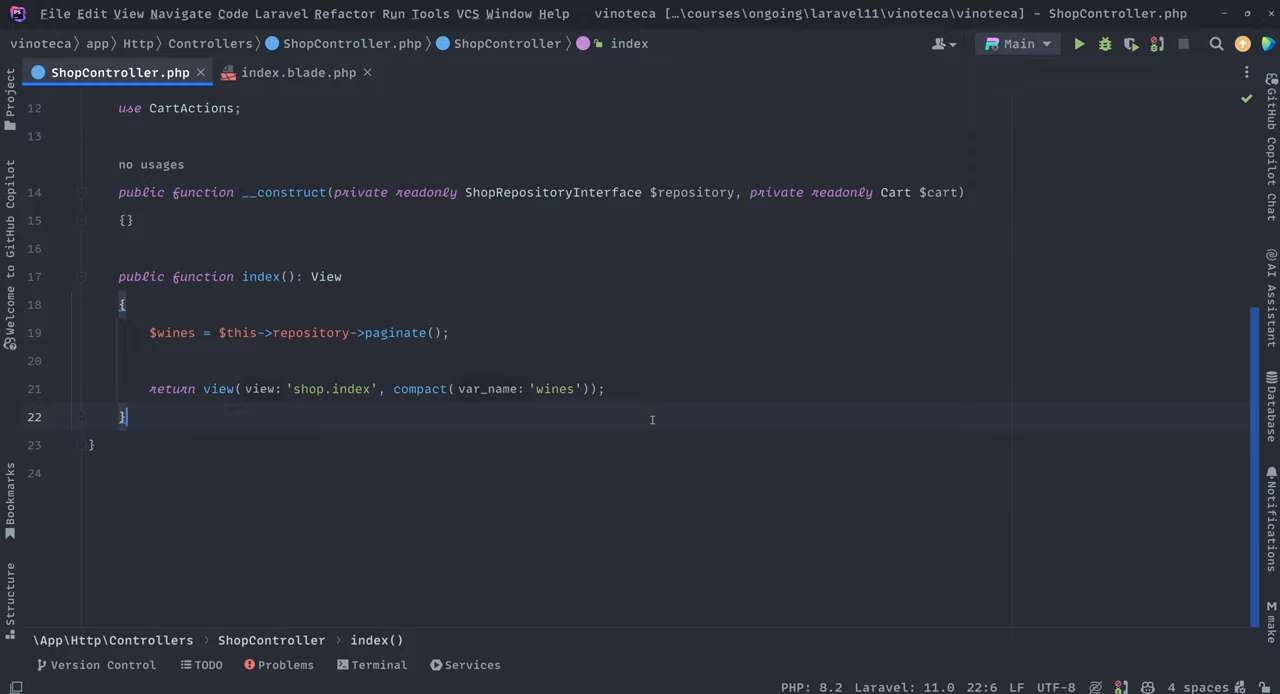 File Edit View Navigate Code Laravel Refactor Run Tools VCS Window Help vinoteca […\courses\ongoing\laravel11\vinoteca\vinoteca] - ShopController.php
vinoteca app Http Controllers ShopController.php ShopController index Main
ShopController.php index.blade.php
12 use CartActions;
13
no usages
14 public function __construct(private readonly ShopRepositoryInterface $repository, private readonly Cart $cart)
15 {}
16
17 public function index(): View
18 {
19 $wines = $this->repository->paginate();
20
21 return view( view: 'shop.index', compact( var_name: 'wines'));
22 }
23 }
24
Project
Welcome to GitHub Copilot
Bookmarks
Structure
GitHub Copilot Chat
AI Assistant
Database
Notifications
make
\App\Http\Controllers ShopController index()
Version Control TODO Problems Terminal Services
PHP: 8.2 Laravel: 11.0 22:6 LF UTF-8 4 spaces